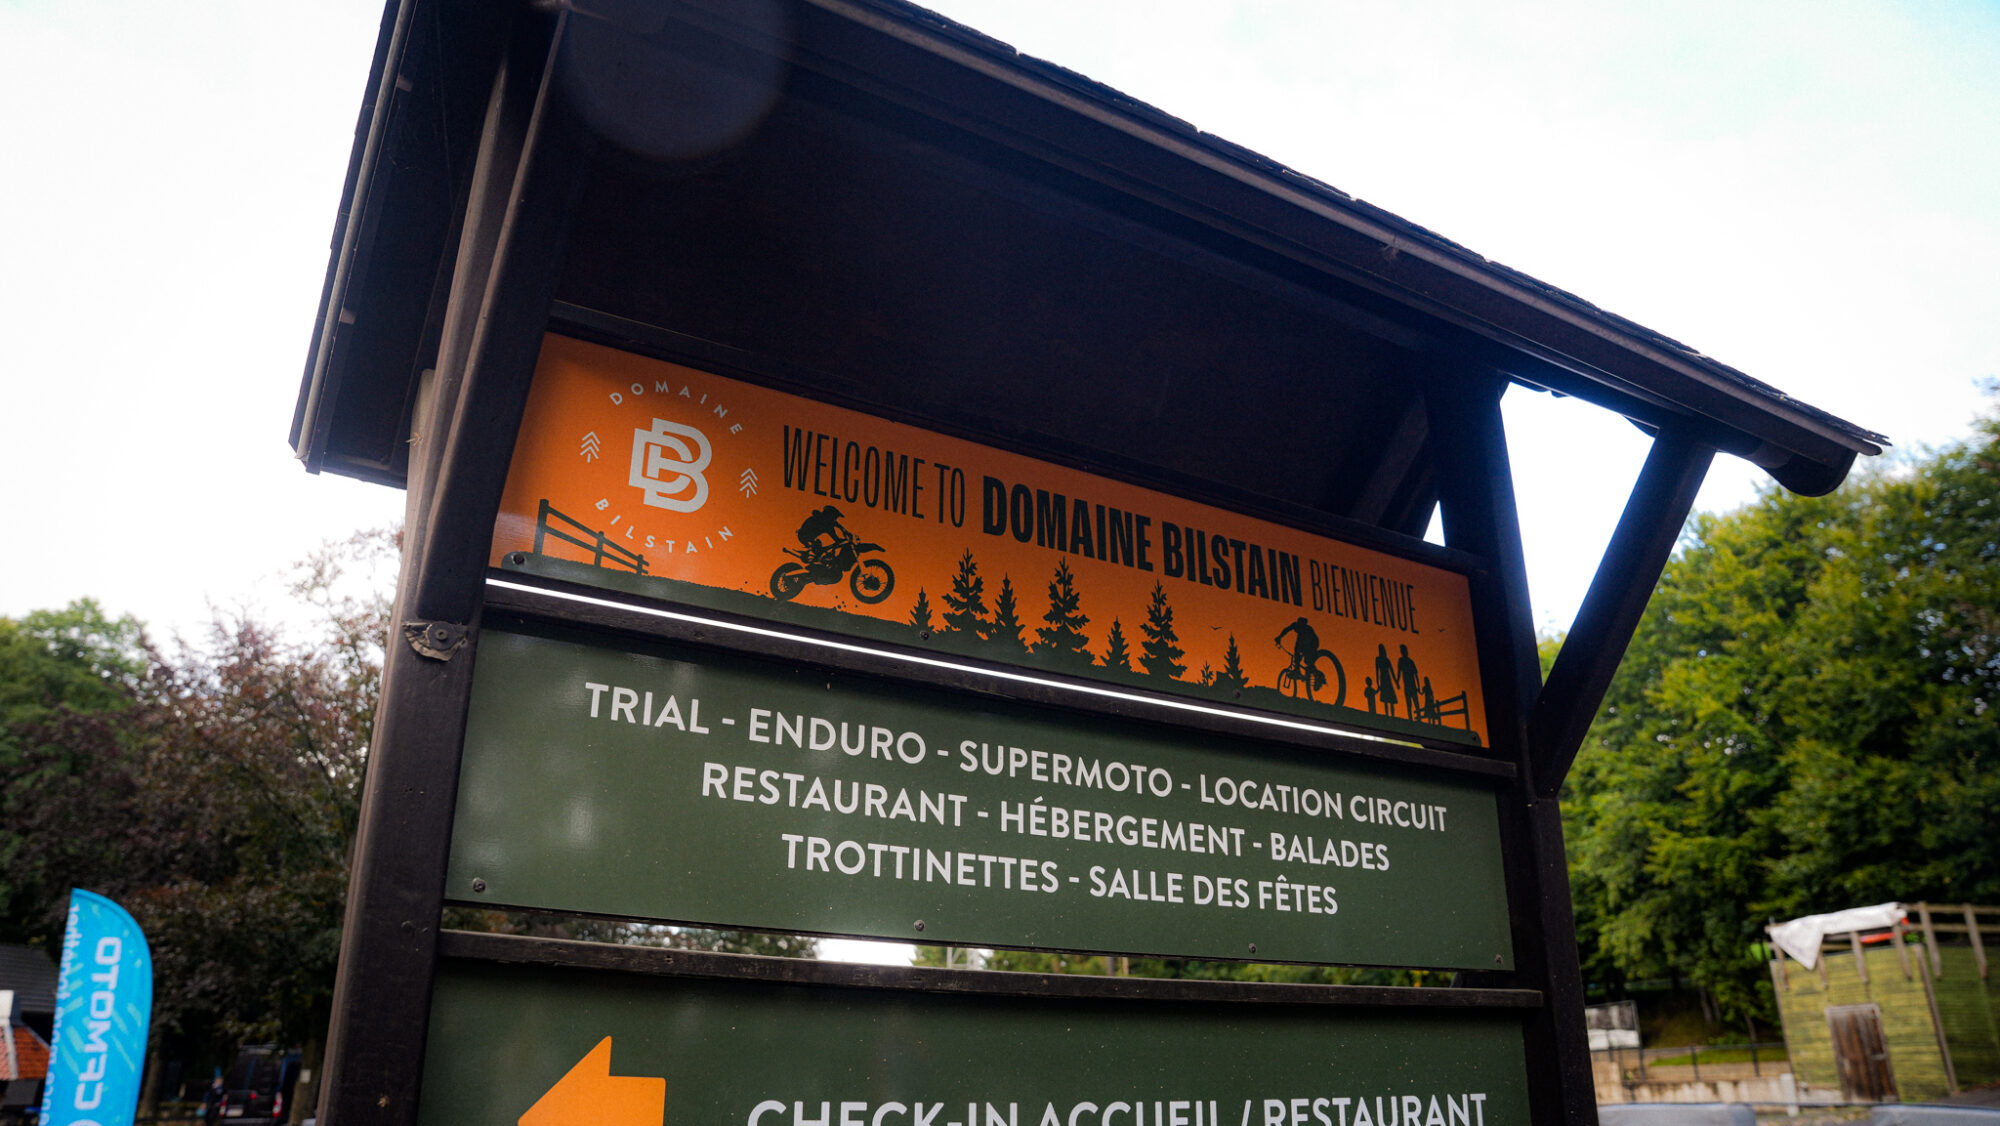 DOMAINE
BILSTAIN
WELCOME TO DOMAINE BILSTAIN BIENVENUE
TRIAL - ENDURO - SUPERMOTO - LOCATION CIRCUIT
RESTAURANT - HÉBERGEMENT - BALADES
TROTTINETTES - SALLE DES FÊTES
CHECK-IN ACCUEIL / RESTAURANT
CFMOTO